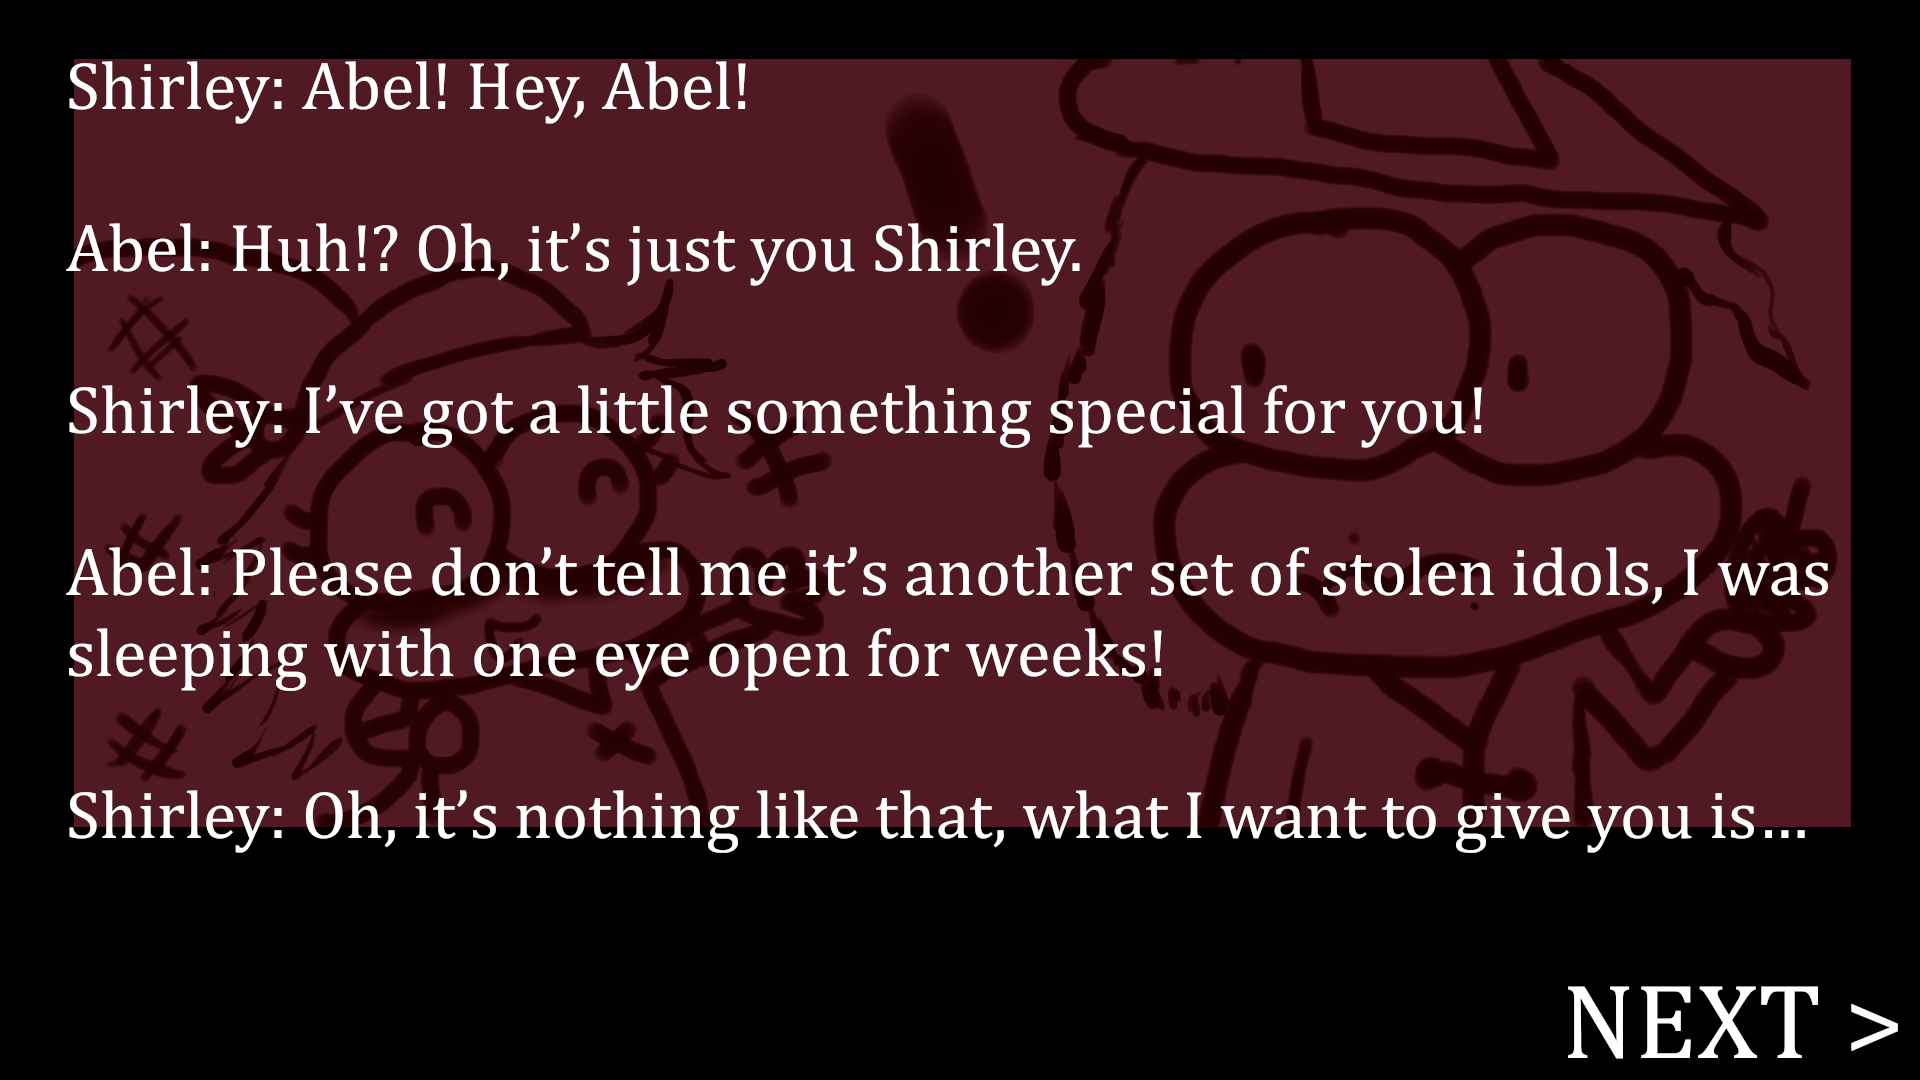 Shirley: Abel! Hey, Abel!
Abel: Huh!? Oh, it’s just you Shirley.
Shirley: I’ve got a little something special for you!
Abel: Please don’t tell me it’s another set of stolen idols, I was
sleeping with one eye open for weeks!
Shirley: Oh, it’s nothing like that, what I want to give you is…
NEXT >